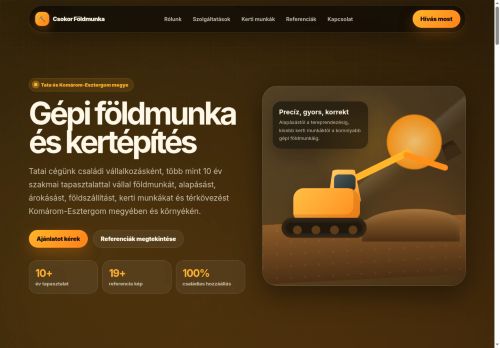 Csokor Földmunka
Rólunk
Szolgáltatások
Kerti munkák
Referenciák
Kapcsolat
Hívás most
Tata és Komárom-Esztergom megye
Gépi földmunka
és kertépítés
Tatai cégünk családi vállalkozásként, több mint 10 év
szakmai tapasztalattal vállal földmunkát, alapásást,
árokásást, földszállítást, kerti munkákat és térkövezést
Komárom-Esztergom megyében és környékén.
Ajánlatot kérek
Referenciák megtekintése
10+
év tapasztalat
19+
referencia kép
100%
családias hozzáállás
Precíz, gyors, korrekt
Alapásástól a tereprendezésig,
kisebb kerti munkáktól a komolyabb
gépi földmunkáig.